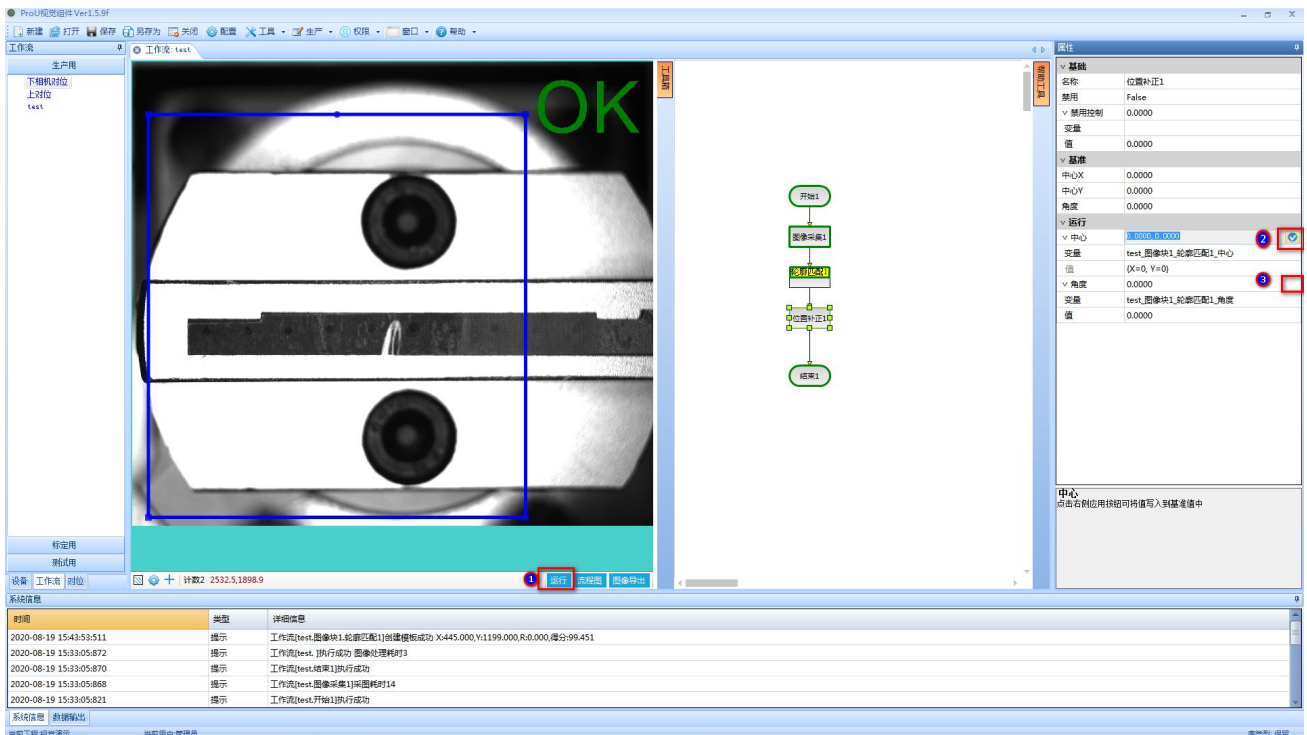 ProU视觉组件 Ver1.5.9f
新建 打开 保存 另存为 关闭 配置 工具 生产 权限 窗口 帮助
工作流
工作流: test
属性
生产用
下相机对位
上对位
test
OK
工具箱
帮助工具
开始1
图像采集1
轮廓匹配1
位置补正1
结束1
基础
名称 位置补正1
禁用 False
禁用控制 0.0000
变量
值 0.0000
基准
中心X 0.0000
中心Y 0.0000
角度 0.0000
运行
中心 0.0000,0.0000 2
变量 test_图像块1_轮廓匹配1_中心
值 {X=0, Y=0}
角度 0.0000 3
变量 test_图像块1_轮廓匹配1_角度
值 0.0000
中心
点击右侧应用按钮可将值写入到基准值中
标定用
测试用
设备 工作流 对位
计数2 2532.5,1898.9 1 运行 流程图 图像导出
系统信息
时间 类型 详细信息
2020-08-19 15:43:53:511 提示 工作流[test.图像块1.轮廓匹配1]创建模板成功 X:445.000,Y:1199.000,R:0.000,得分:99.451
2020-08-19 15:33:05:872 提示 工作流[test. ]执行成功 图像处理耗时3
2020-08-19 15:33:05:870 提示 工作流[test.结束1]执行成功
2020-08-19 15:33:05:868 提示 工作流[test.图像采集1]采图耗时14
2020-08-19 15:33:05:821 提示 工作流[test.开始1]执行成功
系统信息 数据输出
当前工程:视觉演示 当前用户:管理员